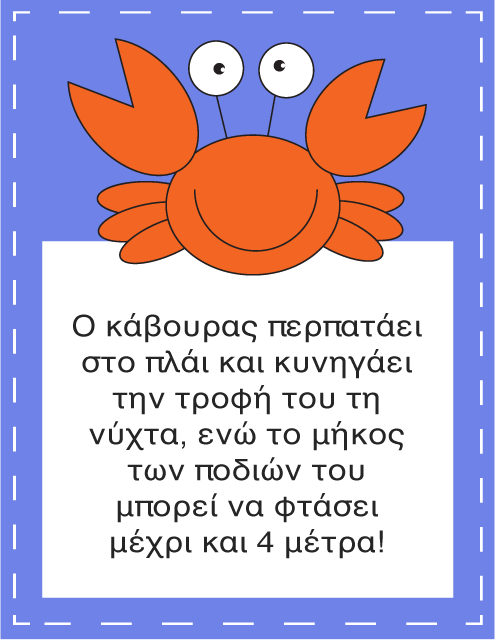 Ο κάβουρας περπατάει
στο πλάι και κυνηγάει
την τροφή του τη
νύχτα, ενώ το μήκος
των ποδιών του
μπορεί να φτάσει
μέχρι και 4 μέτρα!